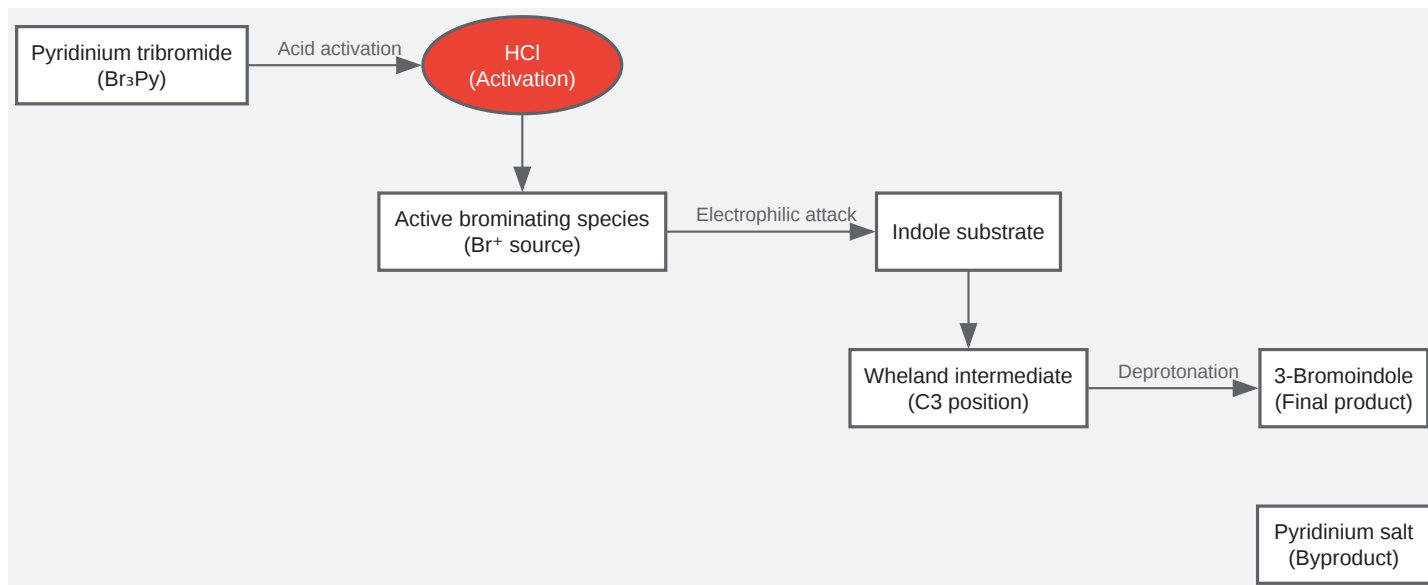 Pyridinium tribromide
(Br₃Py)
Acid activation
HCl
(Activation)
Active brominating species
(Br⁺ source)
Electrophilic attack
Indole substrate
Wheland intermediate
(C3 position)
Deprotonation
3-Bromoindole
(Final product)
Pyridinium salt
(Byproduct)